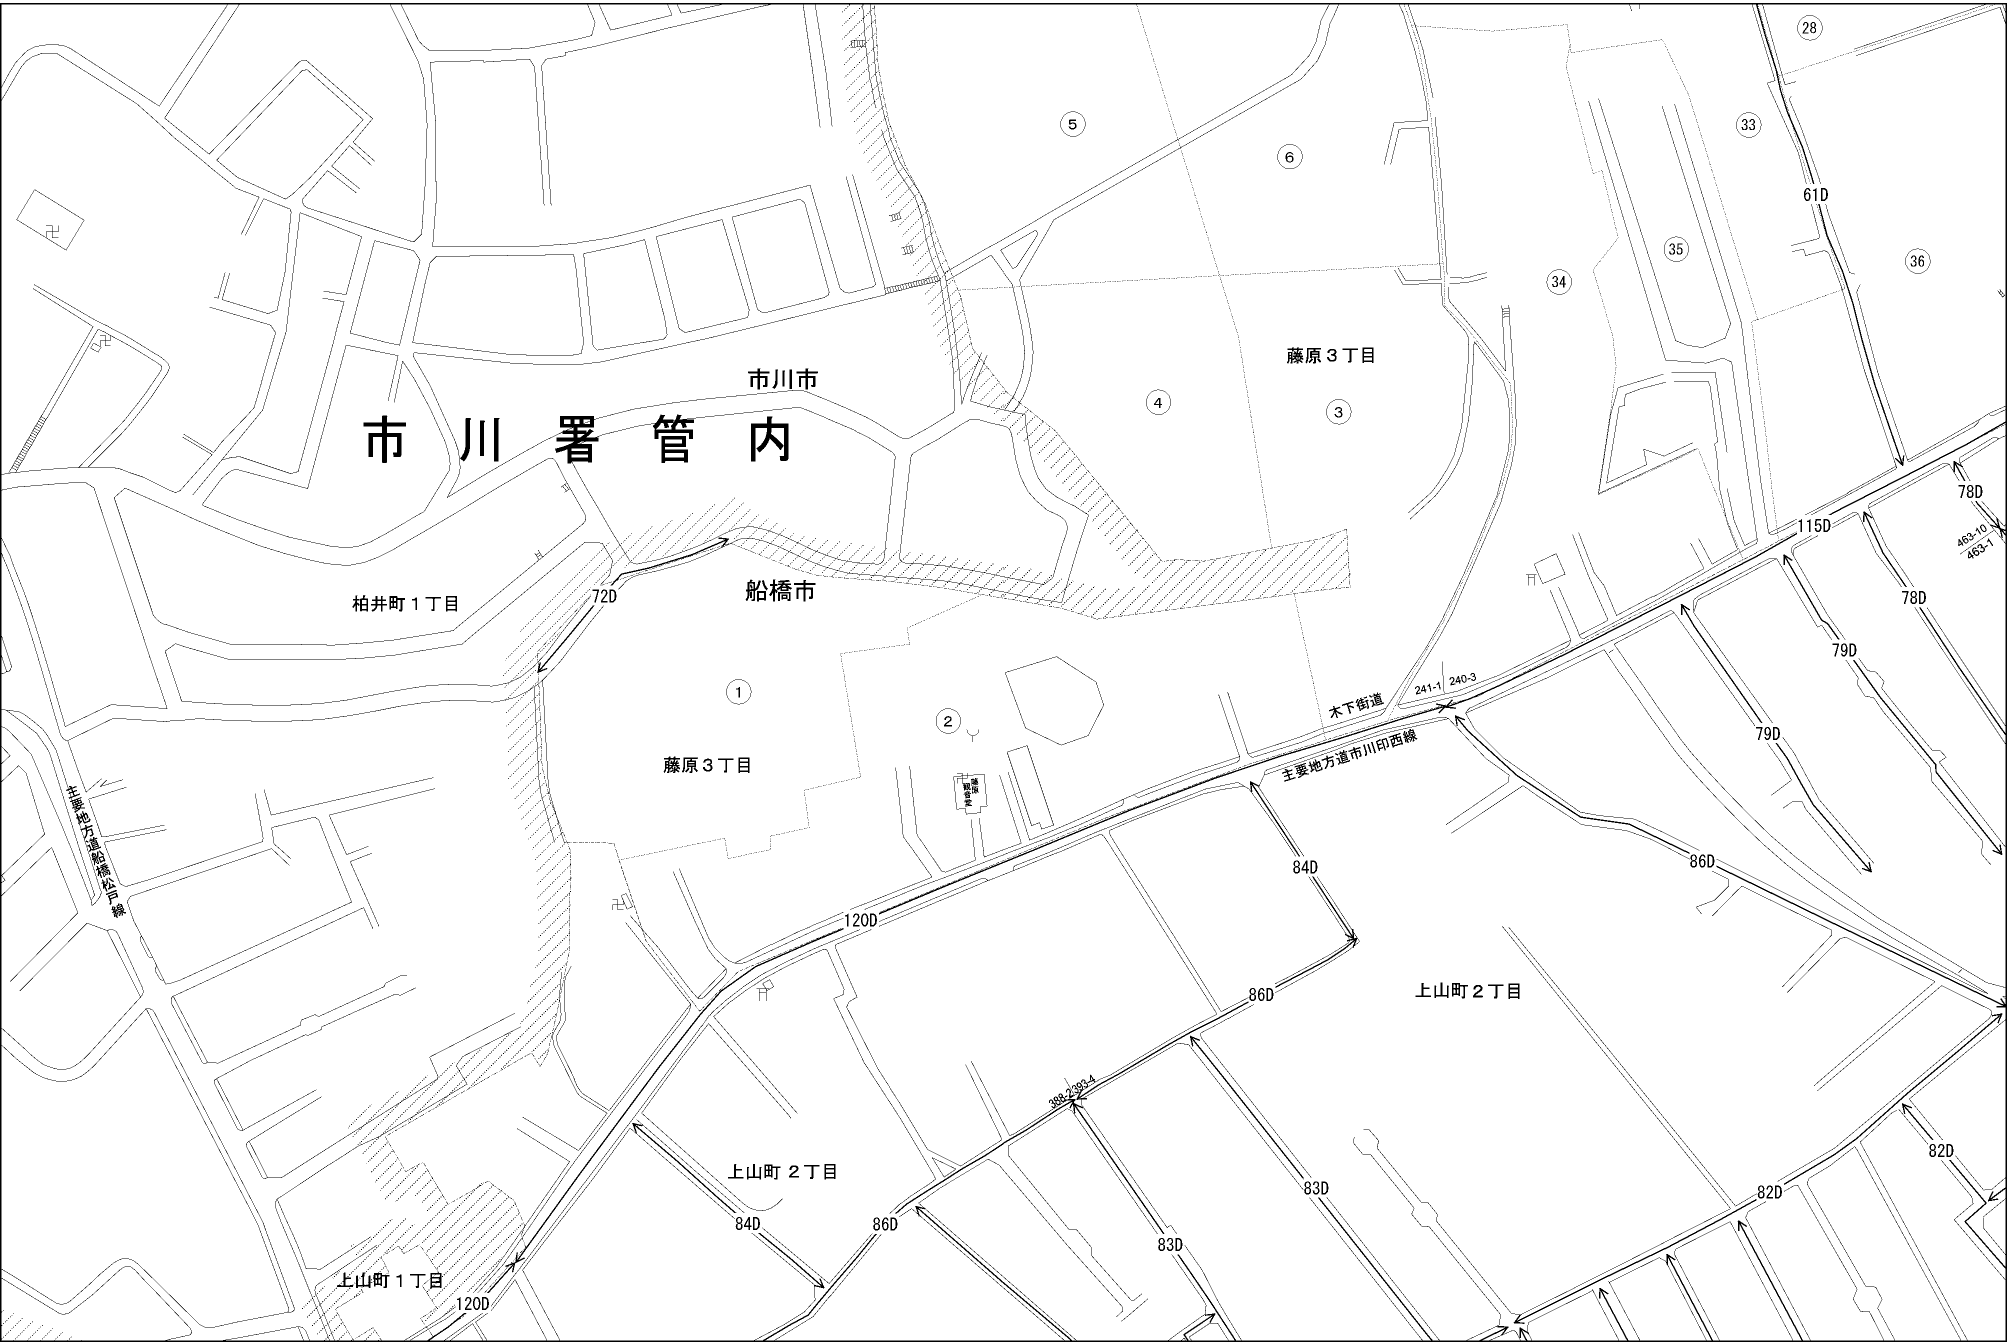 28
5
33
6
61D
35
36
34
藤原３丁目
市川市
4
3
市 川 署 管 内
78D
115D
463-10
463-1
船橋市
72D
78D
柏井町１丁目
79D
1
241-1
240-3
木下街道
2
79D
主要地方道市川印西線
藤原３丁目
藤原
観音堂
主要地方道船橋松戸線
86D
84D
120D
86D
上山町２丁目
388-2
393-4
上山町２丁目
82D
83D
82D
84D
86D
83D
上山町１丁目
120D